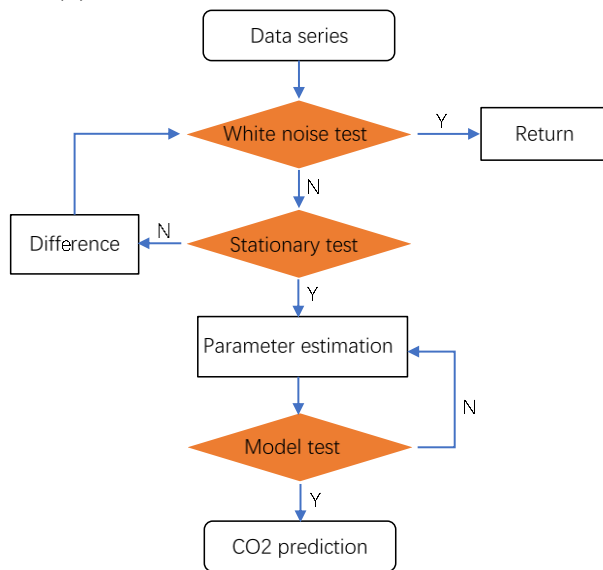 Data series
White noise test
Y
Return
N
Difference
N
Stationary test
Y
Parameter estimation
N
Model test
Y
CO2 prediction